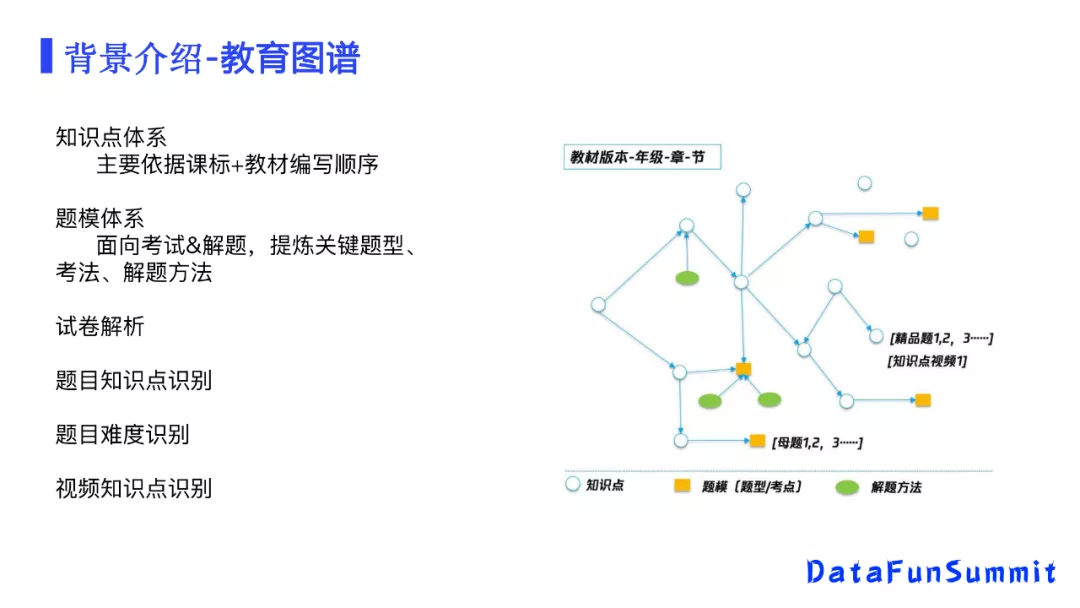 背景介绍-教育图谱
知识点体系
主要依据课标+教材编写顺序
题模体系
面向考试&解题，提炼关键题型、
考法、解题方法
试卷解析
题目知识点识别
题目难度识别
视频知识点识别
教材版本-年级-章-节
[精品题1,2，3……]
[知识点视频1]
[母题1,2，3……]
知识点
题模（题型/考点）
解题方法
DataFunSummit